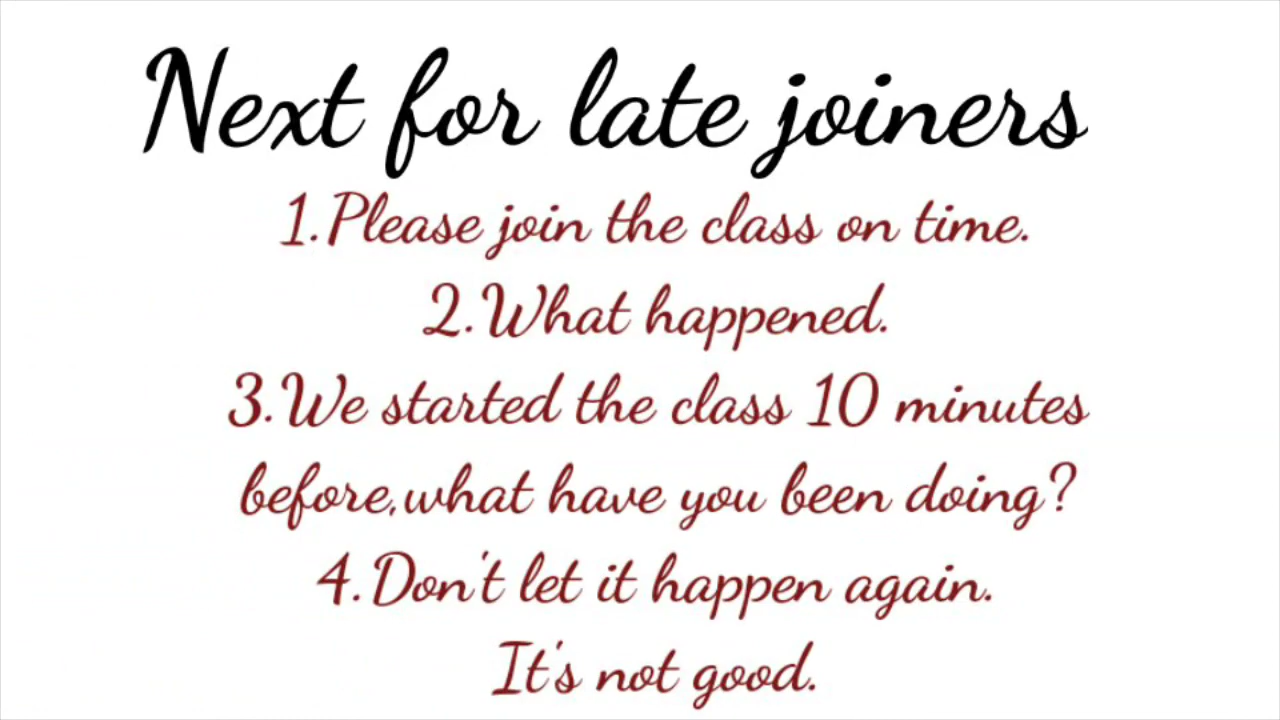 Next for late joiners
1.Please join the class on time.
2.What happened.
3.We started the class 10 minutes
before,what have you been doing?
4.Don't let it happen again.
It's not good.